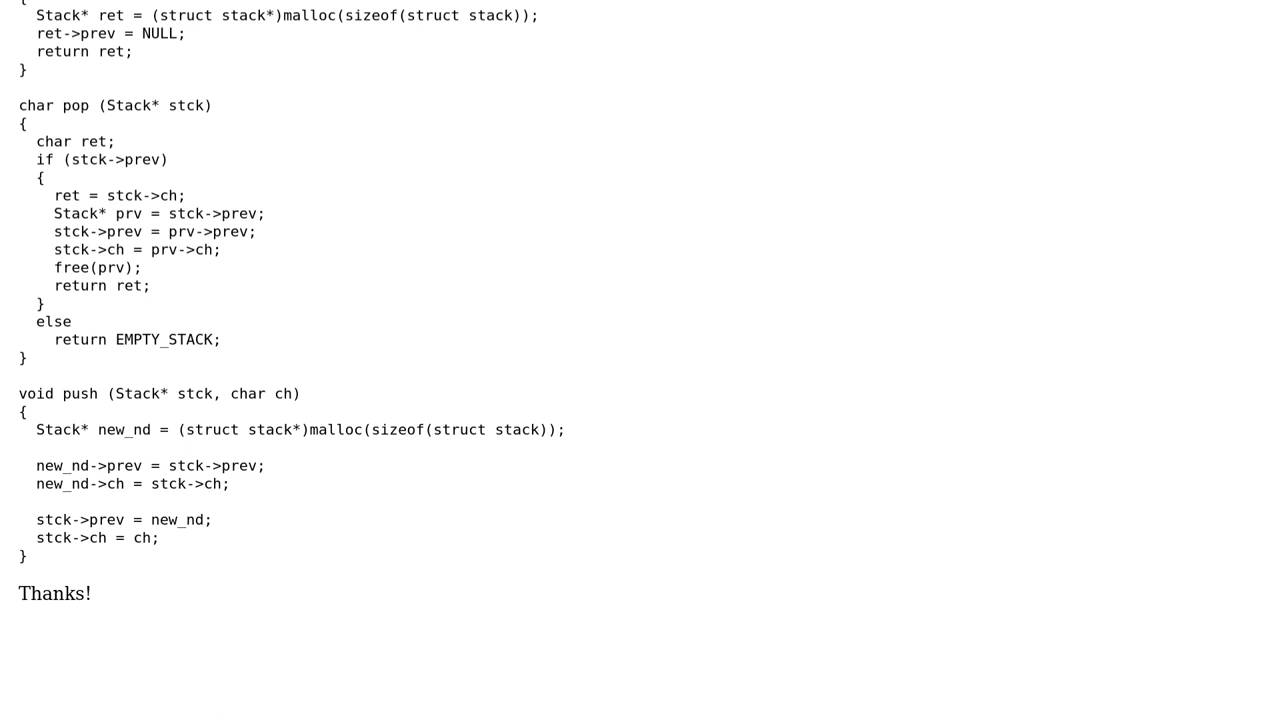 {
  Stack* ret = (struct stack*)malloc(sizeof(struct stack));
  ret->prev = NULL;
  return ret;
}

char pop (Stack* stck)
{
  char ret;
  if (stck->prev)
  {
    ret = stck->ch;
    Stack* prv = stck->prev;
    stck->prev = prv->prev;
    stck->ch = prv->ch;
    free(prv);
    return ret;
  }
  else
    return EMPTY_STACK;
}

void push (Stack* stck, char ch)
{
  Stack* new_nd = (struct stack*)malloc(sizeof(struct stack));

  new_nd->prev = stck->prev;
  new_nd->ch = stck->ch;

  stck->prev = new_nd;
  stck->ch = ch;
}
Thanks!